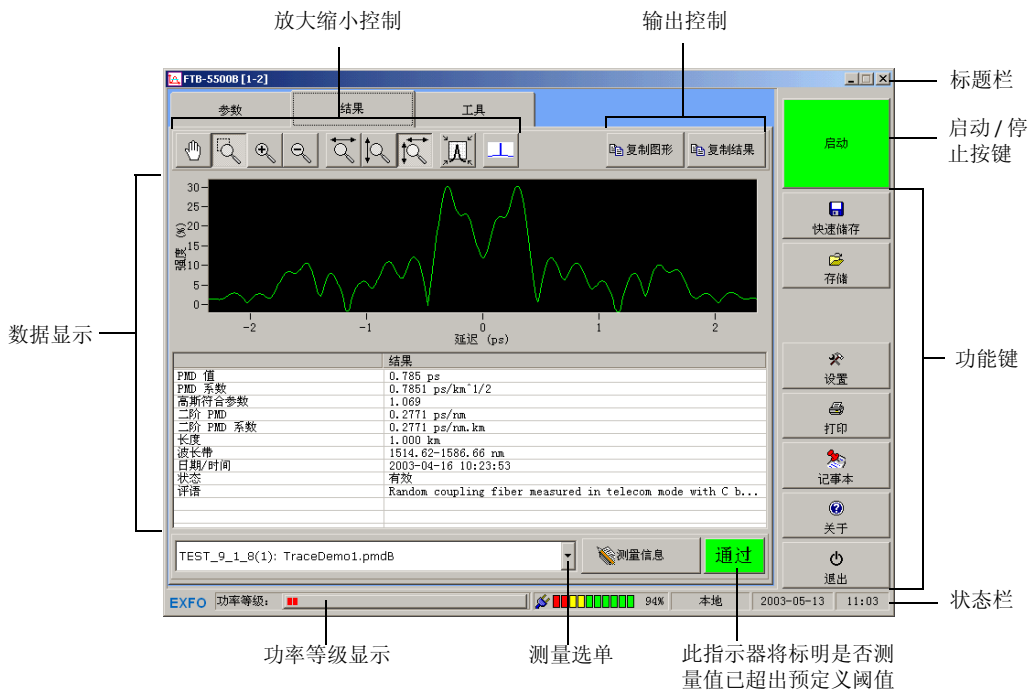 放大缩小控制
输出控制
FTB-5500B [1-2]
标题栏
参数
结果
工具
启动
启动/停
止按键
复制图形
复制结果
30
25
20
15
10
5
0
强度 (%)
-2
-1
0
1
2
延迟 (ps)
快速储存
存储
设置
打印
记事本
关于
退出
数据显示
功能键
结果
PMD 值 0.785 ps
PMD 系数 0.7851 ps/km^1/2
高斯符合参数 1.069
二阶 PMD 0.2771 ps/nm
二阶 PMD 系数 0.2771 ps/nm.km
长度 1.000 km
波长带 1514.62-1586.66 nm
日期/时间 2003-04-16 10:23:53
状态 有效
评语 Random coupling fiber measured in telecom mode with C b...
TEST_9_1_8(1): TraceDemo1.pmdB
测量信息
通过
EXFO 功率等级: 94% 本地 2003-05-13 11:03
状态栏
功率等级显示
测量选单
此指示器将标明是否测
量值已超出预定义阈值